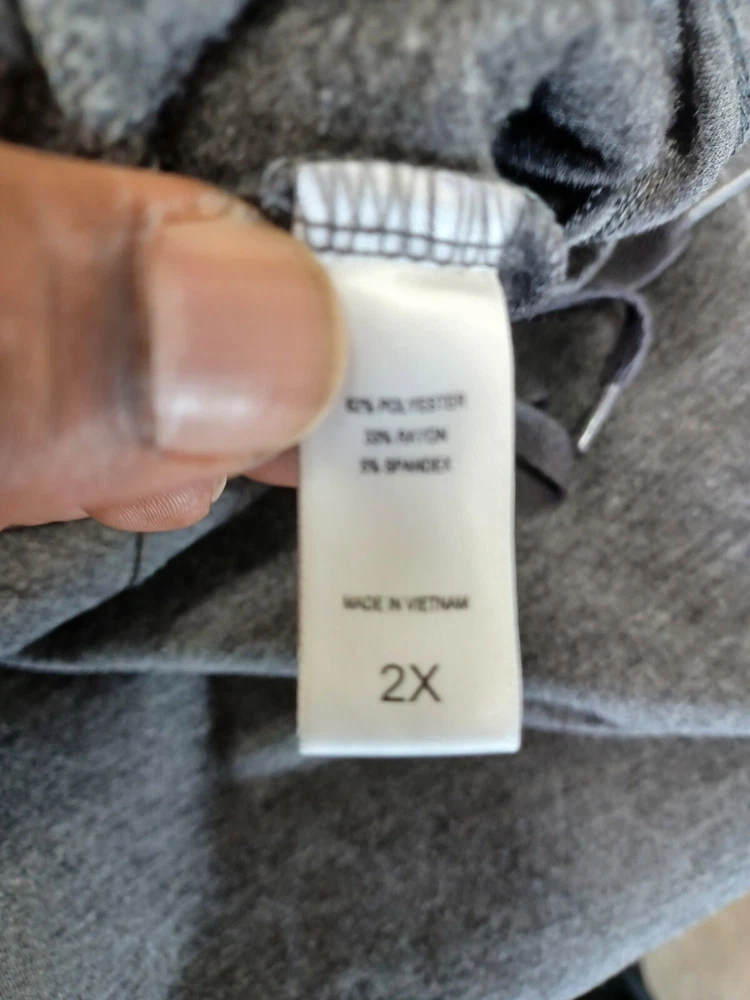 62% POLYESTER
33% RAYON
5% SPANDEX
MADE IN VIETNAM
2X